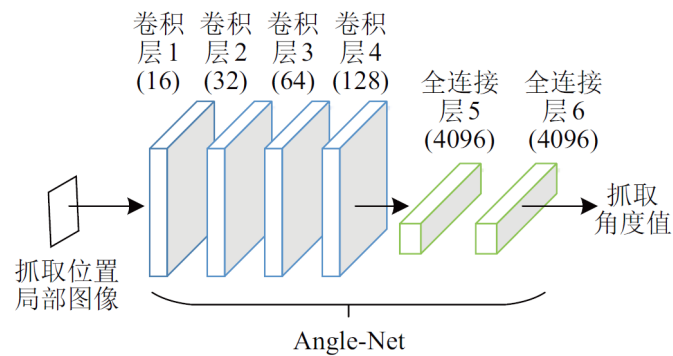 卷积
层1
(16)
卷积
层2
(32)
卷积
层3
(64)
卷积
层4
(128)
全连接
层5
(4096)
全连接
层6
(4096)
抓取位置
局部图像
抓取
角度值
Angle-Net